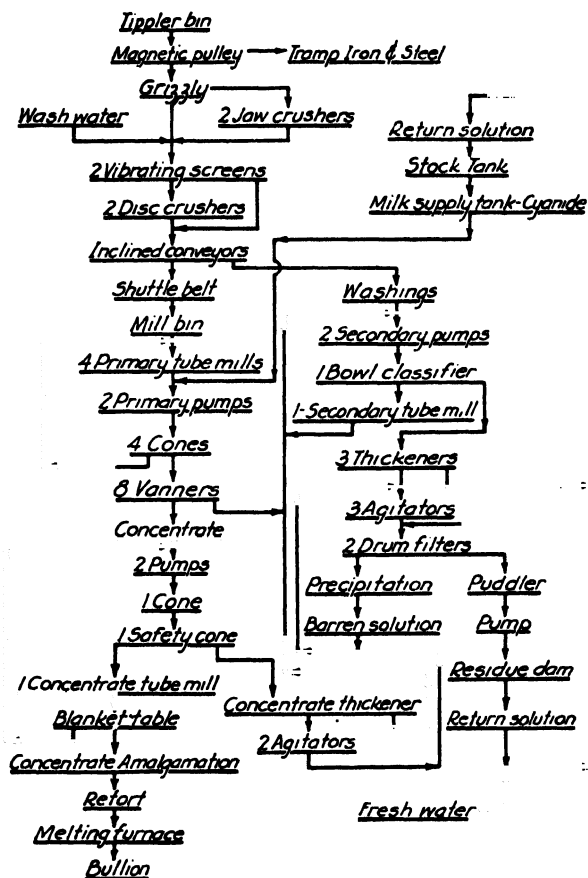 Tippler bin
Magnetic pulley
Tramp Iron & Steel
Grizzly
Wash water
2 Jaw crushers
2 Vibrating screens
2 Disc crushers
Inclined conveyors
Shuttle belt
Mill bin
4 Primary tube mills
2 Primary pumps
4 Cones
8 Vanners
Concentrate
2 Pumps
1 Cone
1 Safety cone
1 Concentrate tube mill
Blanket-table
Concentrate Amalgamation
Retort
Melting furnace
Bullion
Return solution
Stock Tank
Milk supply tank-Cyanide
Washings
2 Secondary pumps
1 Bowl classifier
1-Secondary tube mill
3 Thickeners
3 Agitators
2 Drum filters
Precipitation
Barren solution
Puddler
Pump
Residue dam
Return solution
Concentrate thickener
2 Agitators
Fresh water